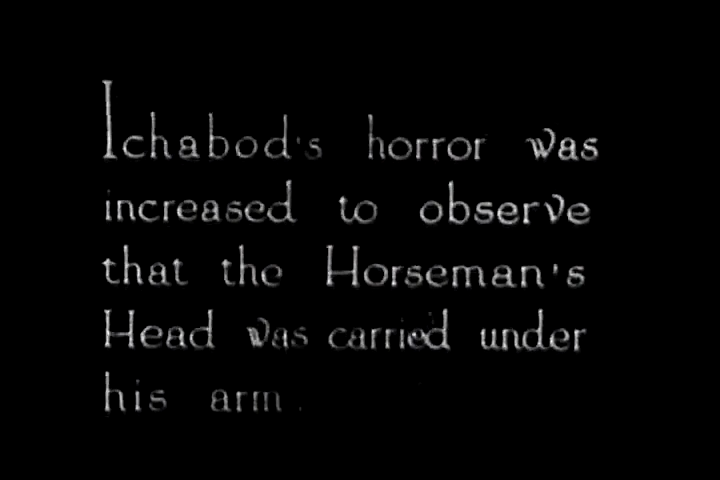 Ichabod's horror was
increased to observe
that the Horseman's
Head was carried under
his arm.